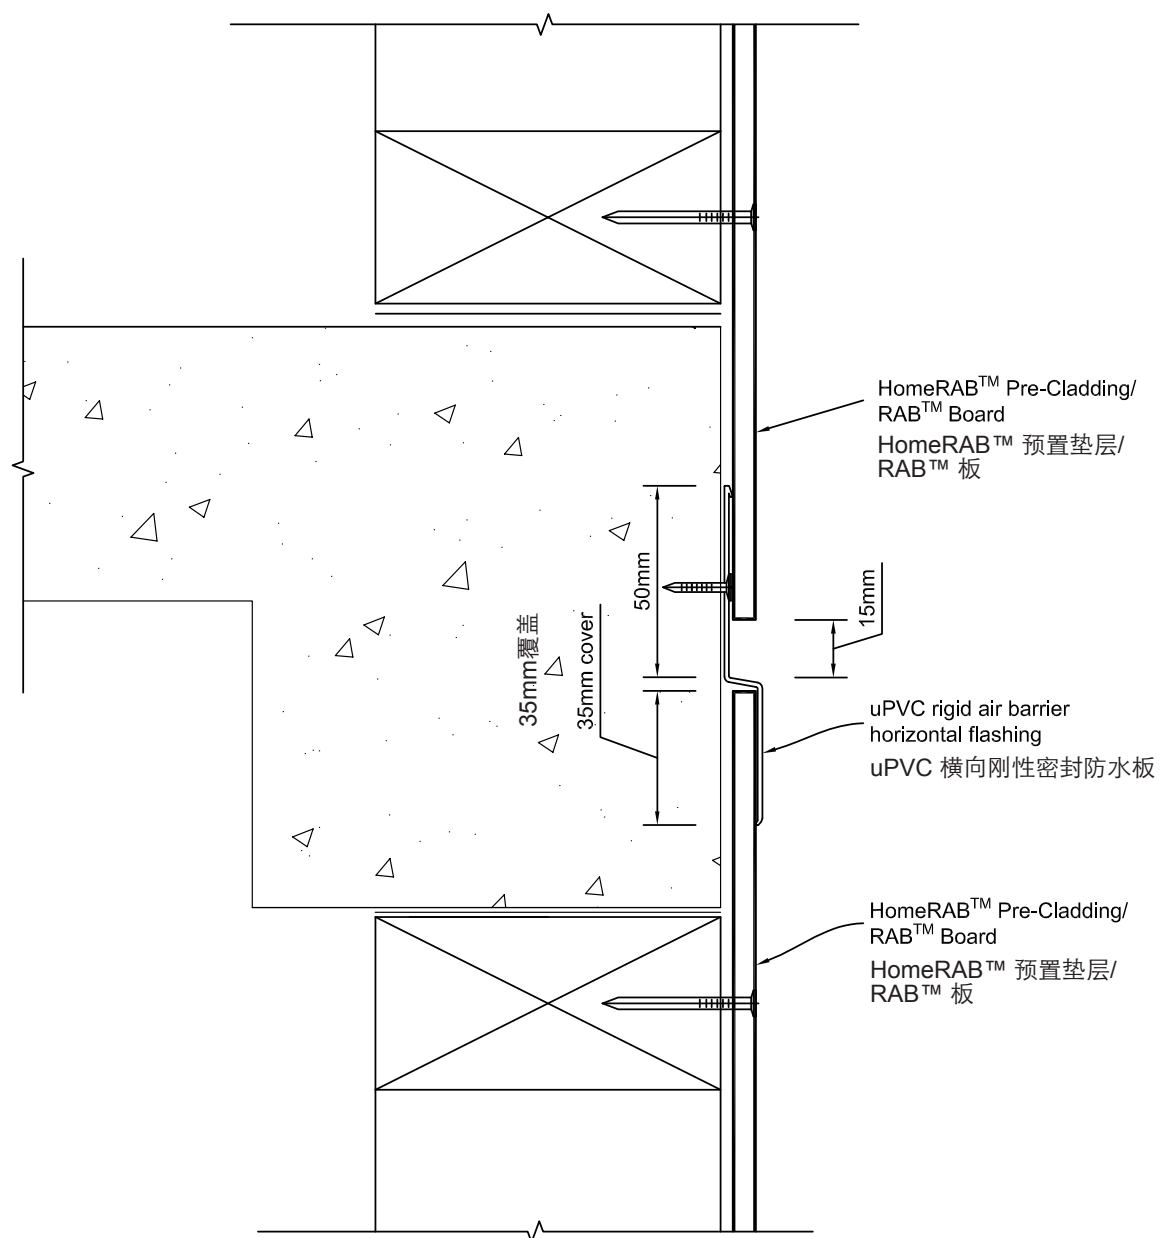 HomeRAB™ Pre-Cladding/
RAB™ Board
HomeRAB™ 预置垫层/
RAB™ 板
50mm
15mm
35mm覆盖
35mm cover
uPVC rigid air barrier
horizontal flashing
uPVC 横向刚性密封防水板
HomeRAB™ Pre-Cladding/
RAB™ Board
HomeRAB™ 预置垫层/
RAB™ 板